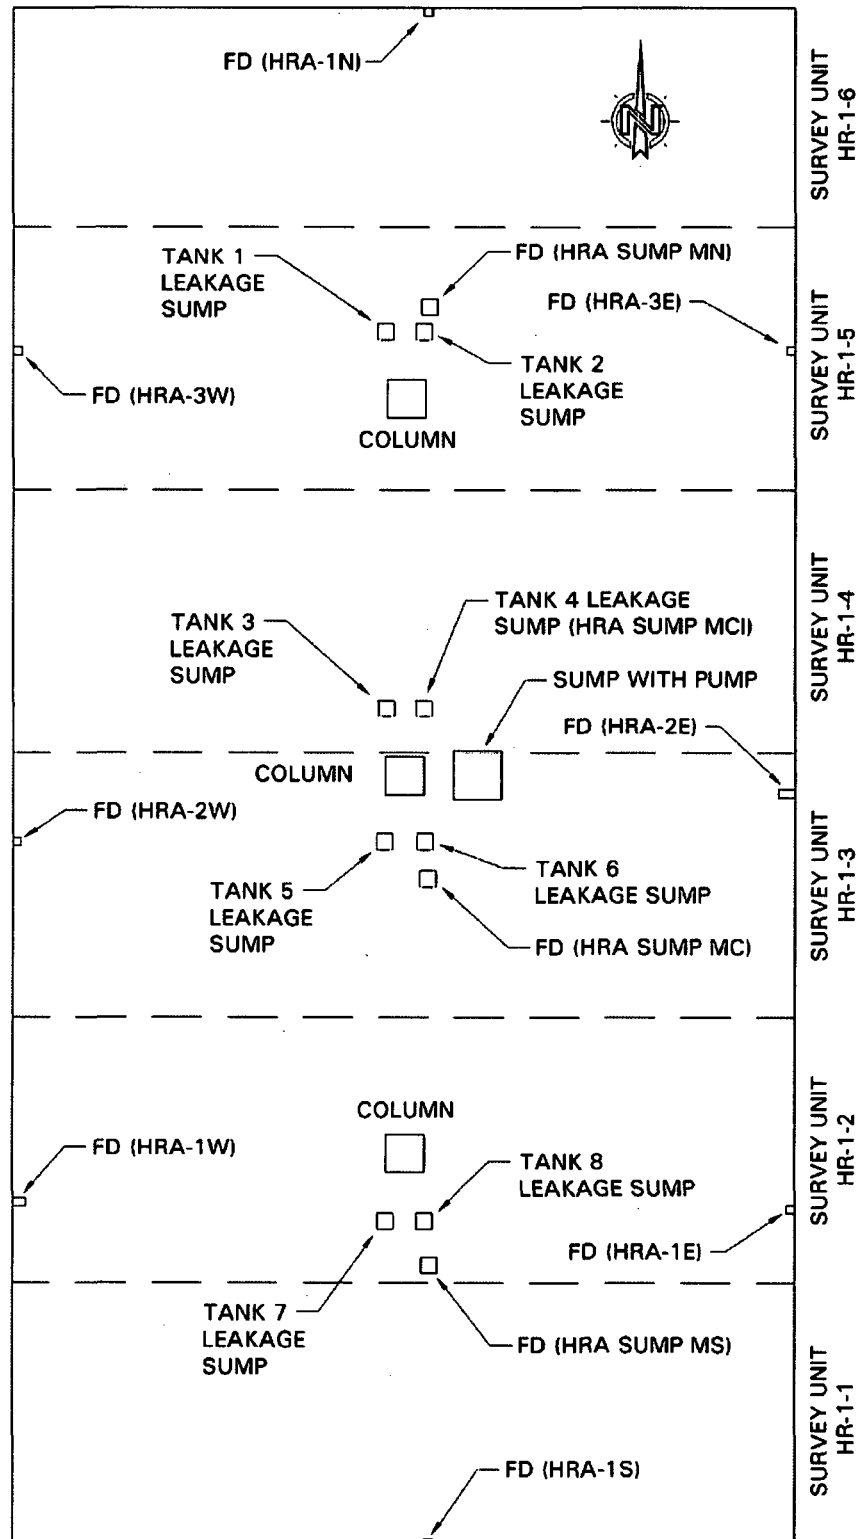 FD (HRA-1N)
N
SURVEY UNIT
HR-1-6
TANK 1
LEAKAGE
SUMP
FD (HRA SUMP MN)
FD (HRA-3E)
FD (HRA-3W)
TANK 2
LEAKAGE
SUMP
COLUMN
SURVEY UNIT
HR-1-5
TANK 3
LEAKAGE
SUMP
TANK 4 LEAKAGE
SUMP (HRA SUMP MCI)
SUMP WITH PUMP
FD (HRA-2E)
SURVEY UNIT
HR-1-4
COLUMN
FD (HRA-2W)
TANK 5
LEAKAGE
SUMP
TANK 6
LEAKAGE SUMP
FD (HRA SUMP MC)
SURVEY UNIT
HR-1-3
COLUMN
FD (HRA-1W)
TANK 8
LEAKAGE SUMP
FD (HRA-1E)
SURVEY UNIT
HR-1-2
TANK 7
LEAKAGE
SUMP
FD (HRA SUMP MS)
FD (HRA-1S)
SURVEY UNIT
HR-1-1